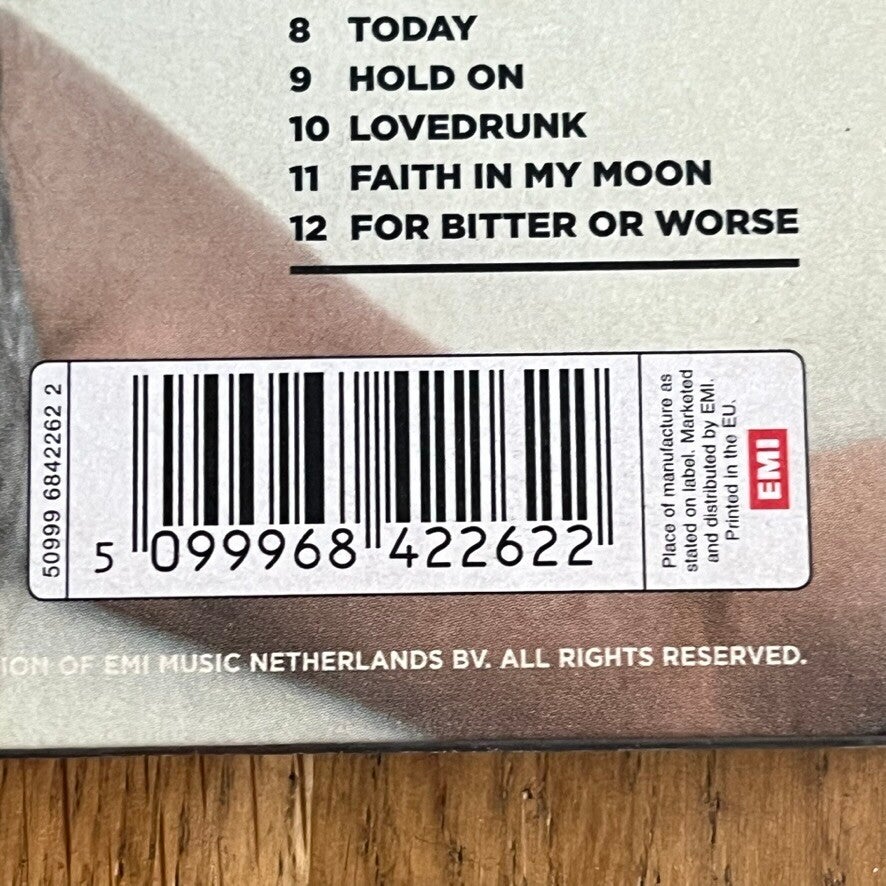 8 TODAY
9 HOLD ON
10 LOVEDRUNK
11 FAITH IN MY MOON
12 FOR BITTER OR WORSE
50999 6842262 2
5 099968 422622
Place of manufacture as
stated on label. Marketed
and distributed by EMI.
Printed in the EU.
EMI
ION OF EMI MUSIC NETHERLANDS BV. ALL RIGHTS RESERVED.